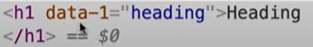 <h1 data-1="heading">Heading
</h1> == $0